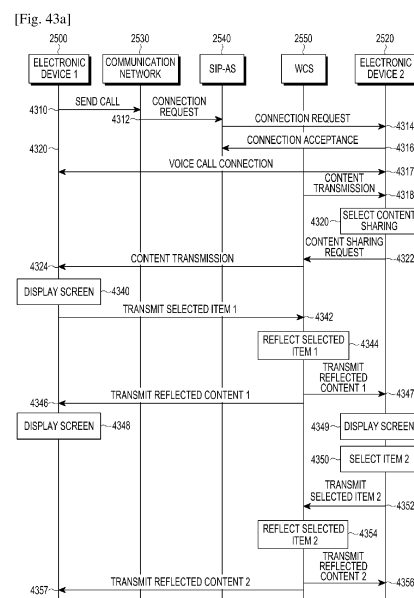 [Fig. 43a]
2500
2530
2540
2550
2520
ELECTRONIC
DEVICE 1
COMMUNICATION
NETWORK
SIP-AS
WCS
ELECTRONIC
DEVICE 2
4310
SEND CALL
CONNECTION
REQUEST
4312
CONNECTION REQUEST
4314
4320
CONNECTION ACCEPTANCE
4316
VOICE CALL CONNECTION
4317
CONTENT
TRANSMISSION
4318
4320
SELECT CONTENT
SHARING
CONTENT SHARING
REQUEST
4322
4324
CONTENT TRANSMISSION
DISPLAY SCREEN
4340
TRANSMIT SELECTED ITEM 1
4342
REFLECT SELECTED
ITEM 1
4344
TRANSMIT
REFLECTED
CONTENT 1
4347
TRANSMIT REFLECTED CONTENT 1
4346
DISPLAY SCREEN
4348
4349
DISPLAY SCREEN
4350
SELECT ITEM 2
TRANSMIT
SELECTED ITEM 2
4352
REFLECT SELECTED
ITEM 2
4354
TRANSMIT
REFLECTED
CONTENT 2
4356
TRANSMIT REFLECTED CONTENT 2
4357